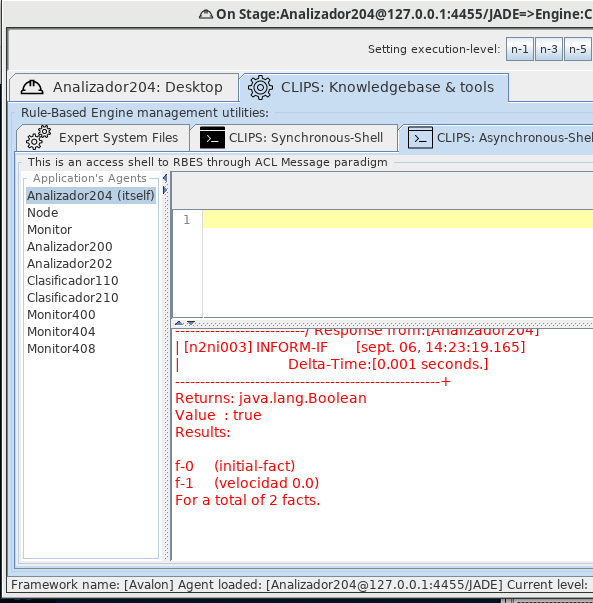 On Stage:Analizador204@127.0.0.1:4455/JADE=>Engine:C
Setting execution-level: n-1 n-3 n-5
Analizador204: Desktop CLIPS: Knowledgebase & tools
Rule-Based Engine management utilities:
Expert System Files CLIPS: Synchronous-Shell CLIPS: Asynchronous-Shel
This is an access shell to RBES through ACL Message paradigm
Application's Agents
Analizador204 (itself)
Node
Monitor
Analizador200
Analizador202
Clasificador110
Clasificador210
Monitor400
Monitor404
Monitor408
1
--------------------------/ Response from:[Analizador204]
| [n2ni003] INFORM-IF [sept. 06, 14:23:19.165]
| Delta-Time:[0.001 seconds.]
-----------------------------------------------------+
Returns: java.lang.Boolean
Value : true
Results:
f-0 (initial-fact)
f-1 (velocidad 0.0)
For a total of 2 facts.
Framework name: [Avalon] Agent loaded: [Analizador204@127.0.0.1:4455/JADE] Current level: